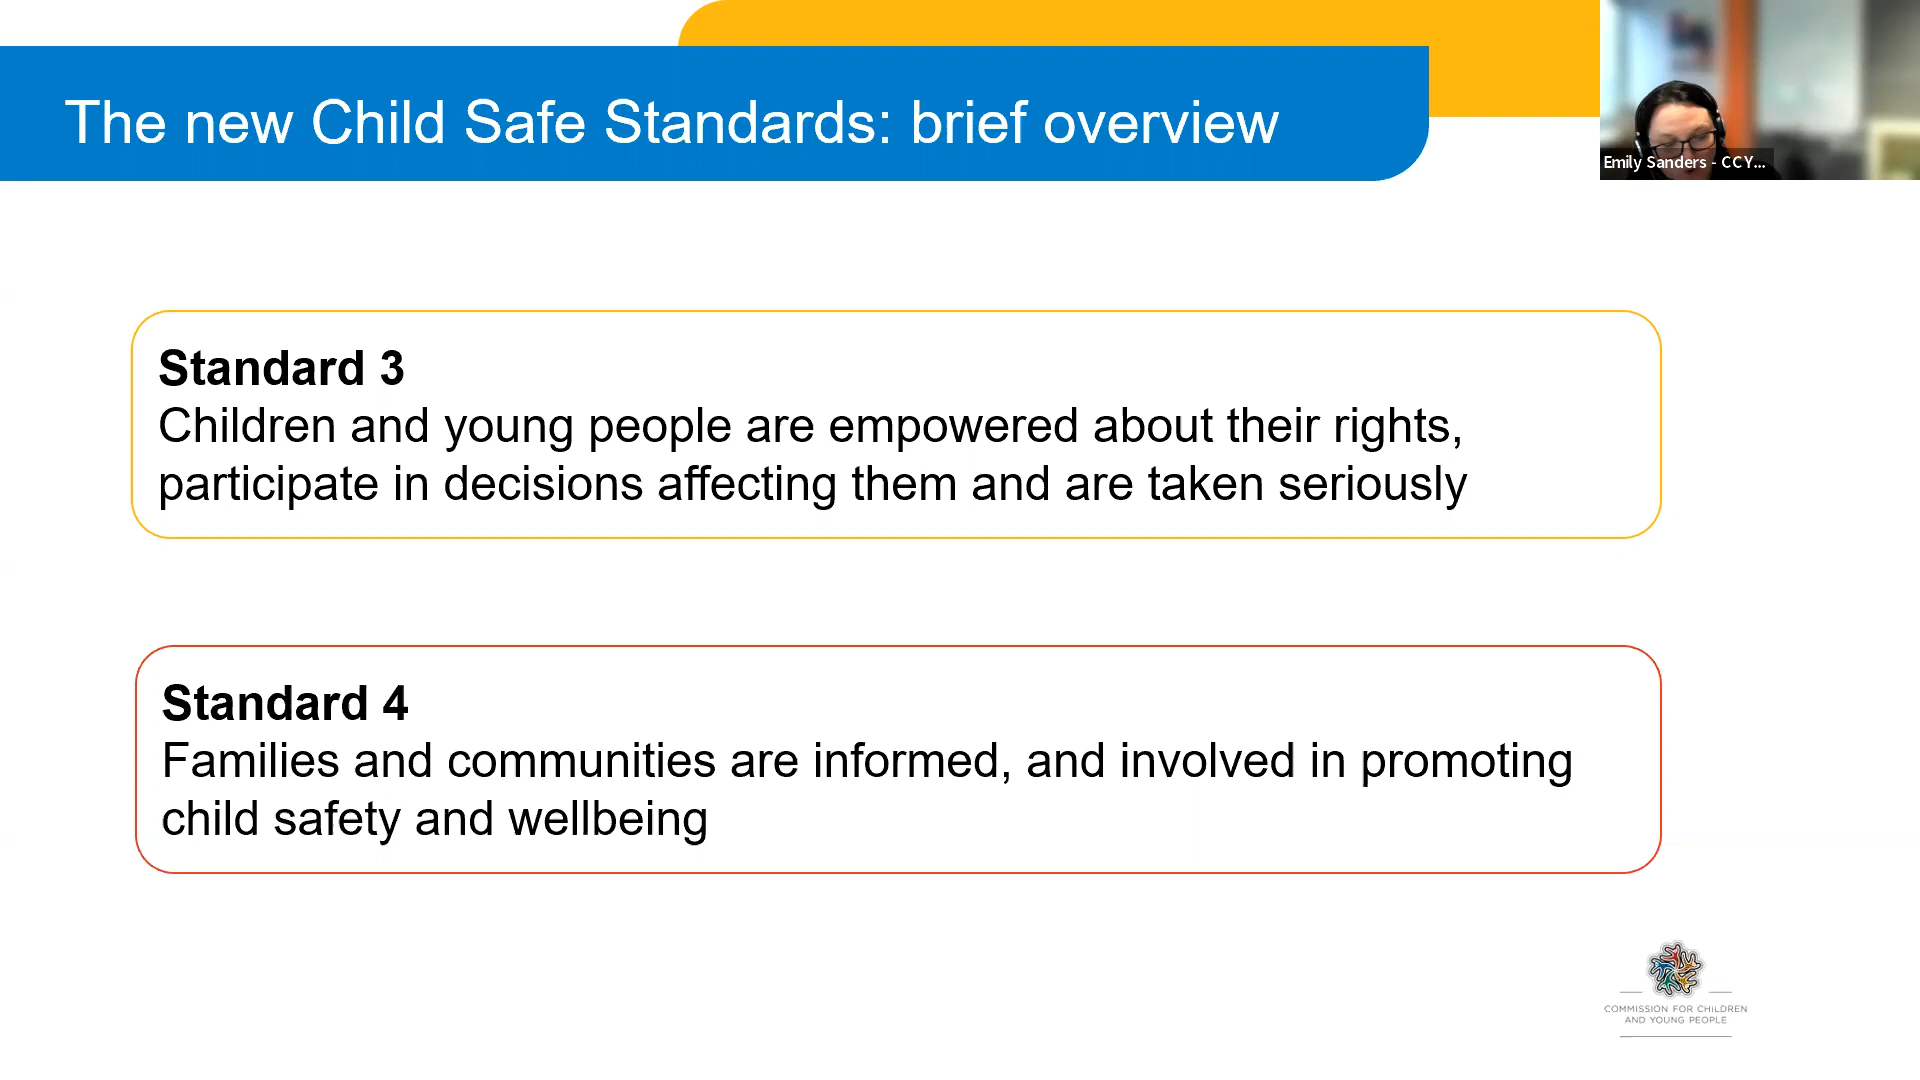 The new Child Safe Standards: brief overview
Emily Sanders - CCY...
Standard 3
Children and young people are empowered about their rights,
participate in decisions affecting them and are taken seriously
Standard 4
Families and communities are informed, and involved in promoting
child safety and wellbeing
COMMISSION FOR CHILDREN
AND YOUNG PEOPLE